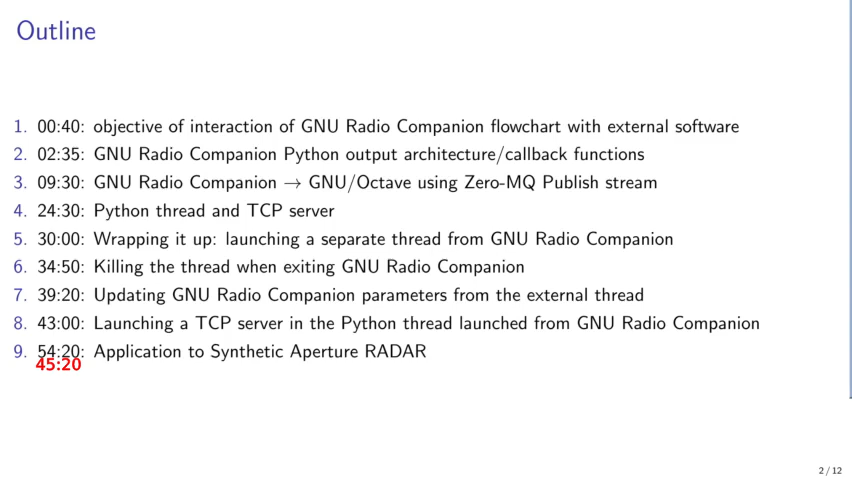 Outline
1. 00:40: objective of interaction of GNU Radio Companion flowchart with external software
2. 02:35: GNU Radio Companion Python output architecture/callback functions
3. 09:30: GNU Radio Companion → GNU/Octave using Zero-MQ Publish stream
4. 24:30: Python thread and TCP server
5. 30:00: Wrapping it up: launching a separate thread from GNU Radio Companion
6. 34:50: Killing the thread when exiting GNU Radio Companion
7. 39:20: Updating GNU Radio Companion parameters from the external thread
8. 43:00: Launching a TCP server in the Python thread launched from GNU Radio Companion
9. 54:20: Application to Synthetic Aperture RADAR
45:20
2 / 12